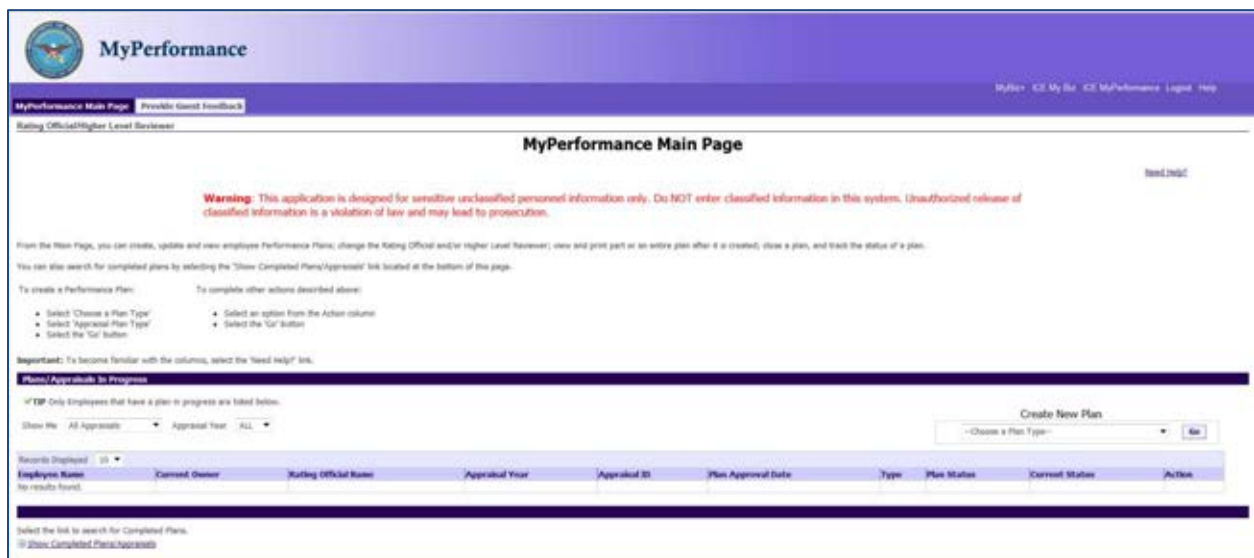 MyPerformance
MyBiz+ ICE My Biz ICE MyPerformance Logout Help
MyPerformance Main Page Provide Guest Feedback
Rating Official/Higher Level Reviewer
MyPerformance Main Page
Need Help?
Warning: This application is designed for sensitive unclassified personnel information only. Do NOT enter classified information in this system. Unauthorized release of
classified information is a violation of law and may lead to prosecution.
From the Main Page, you can create, update and view employee Performance Plans; change the Rating Official and/or Higher Level Reviewer; view and print part or an entire plan after it is created; close a plan, and track the status of a plan.
You can also search for completed plans by selecting the 'Show Completed Plans/Appraisals' link located at the bottom of this page.
To create a Performance Plan: To complete other actions described above:
• Select 'Choose a Plan Type' • Select an option from the Action column
• Select 'Appraisal Plan Type' • Select the 'Go' button
• Select the 'Go' button
Important: To become familiar with the columns, select the 'Need Help?' link.
Plans/Appraisals In Progress
TIP Only Employees that have a plan in progress are listed below.
Create New Plan
Show Me All Appraisals Appraisal Year ALL --Choose a Plan Type-- Go
Records Displayed 10
Employee Name Current Owner Rating Official Name Appraisal Year Appraisal ID Plan Approval Date Type Plan Status Current Status Action
No results found.
Select the link to search for Completed Plans.
Show Completed Plans/Appraisals